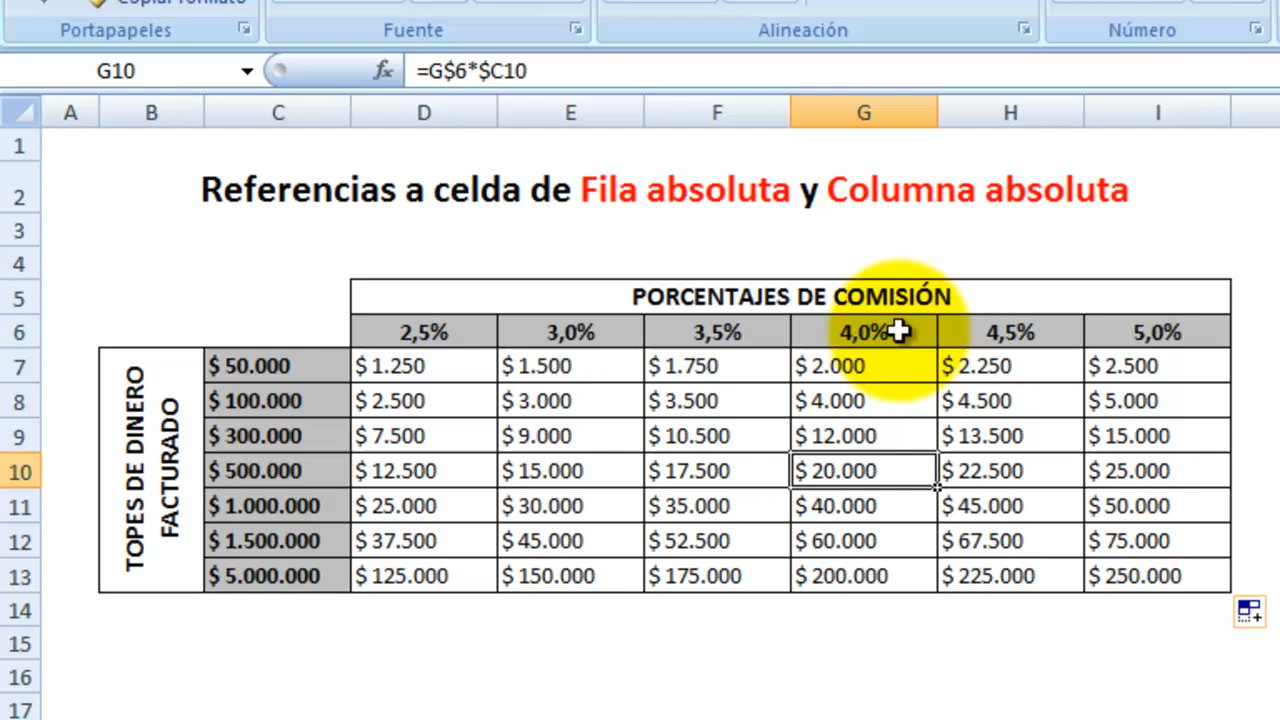 Copiar formato
Portapapeles Fuente Alineación Número
G10 fx =G$6*$C10
A B C D E F G H I
1
2 Referencias a celda de Fila absoluta y Columna absoluta
3
4
5 PORCENTAJES DE COMISIÓN
6 2,5% 3,0% 3,5% 4,0% 4,5% 5,0%
TOPES DE DINERO
FACTURADO
7 $ 50.000 $ 1.250 $ 1.500 $ 1.750 $ 2.000 $ 2.250 $ 2.500
8 $ 100.000 $ 2.500 $ 3.000 $ 3.500 $ 4.000 $ 4.500 $ 5.000
9 $ 300.000 $ 7.500 $ 9.000 $ 10.500 $ 12.000 $ 13.500 $ 15.000
10 $ 500.000 $ 12.500 $ 15.000 $ 17.500 $ 20.000 $ 22.500 $ 25.000
11 $ 1.000.000 $ 25.000 $ 30.000 $ 35.000 $ 40.000 $ 45.000 $ 50.000
12 $ 1.500.000 $ 37.500 $ 45.000 $ 52.500 $ 60.000 $ 67.500 $ 75.000
13 $ 5.000.000 $ 125.000 $ 150.000 $ 175.000 $ 200.000 $ 225.000 $ 250.000
14
15
16
17